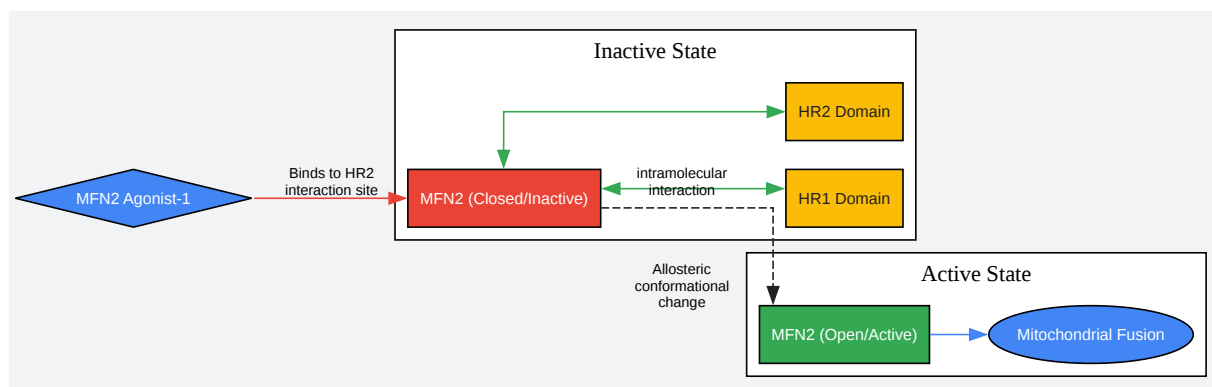 Inactive State
HR2 Domain
Binds to HR2
interaction site
MFN2 Agonist-1
MFN2 (Closed/Inactive)
intramolecular
interaction
HR1 Domain
Allosteric
conformational
change
Active State
MFN2 (Open/Active)
Mitochondrial Fusion